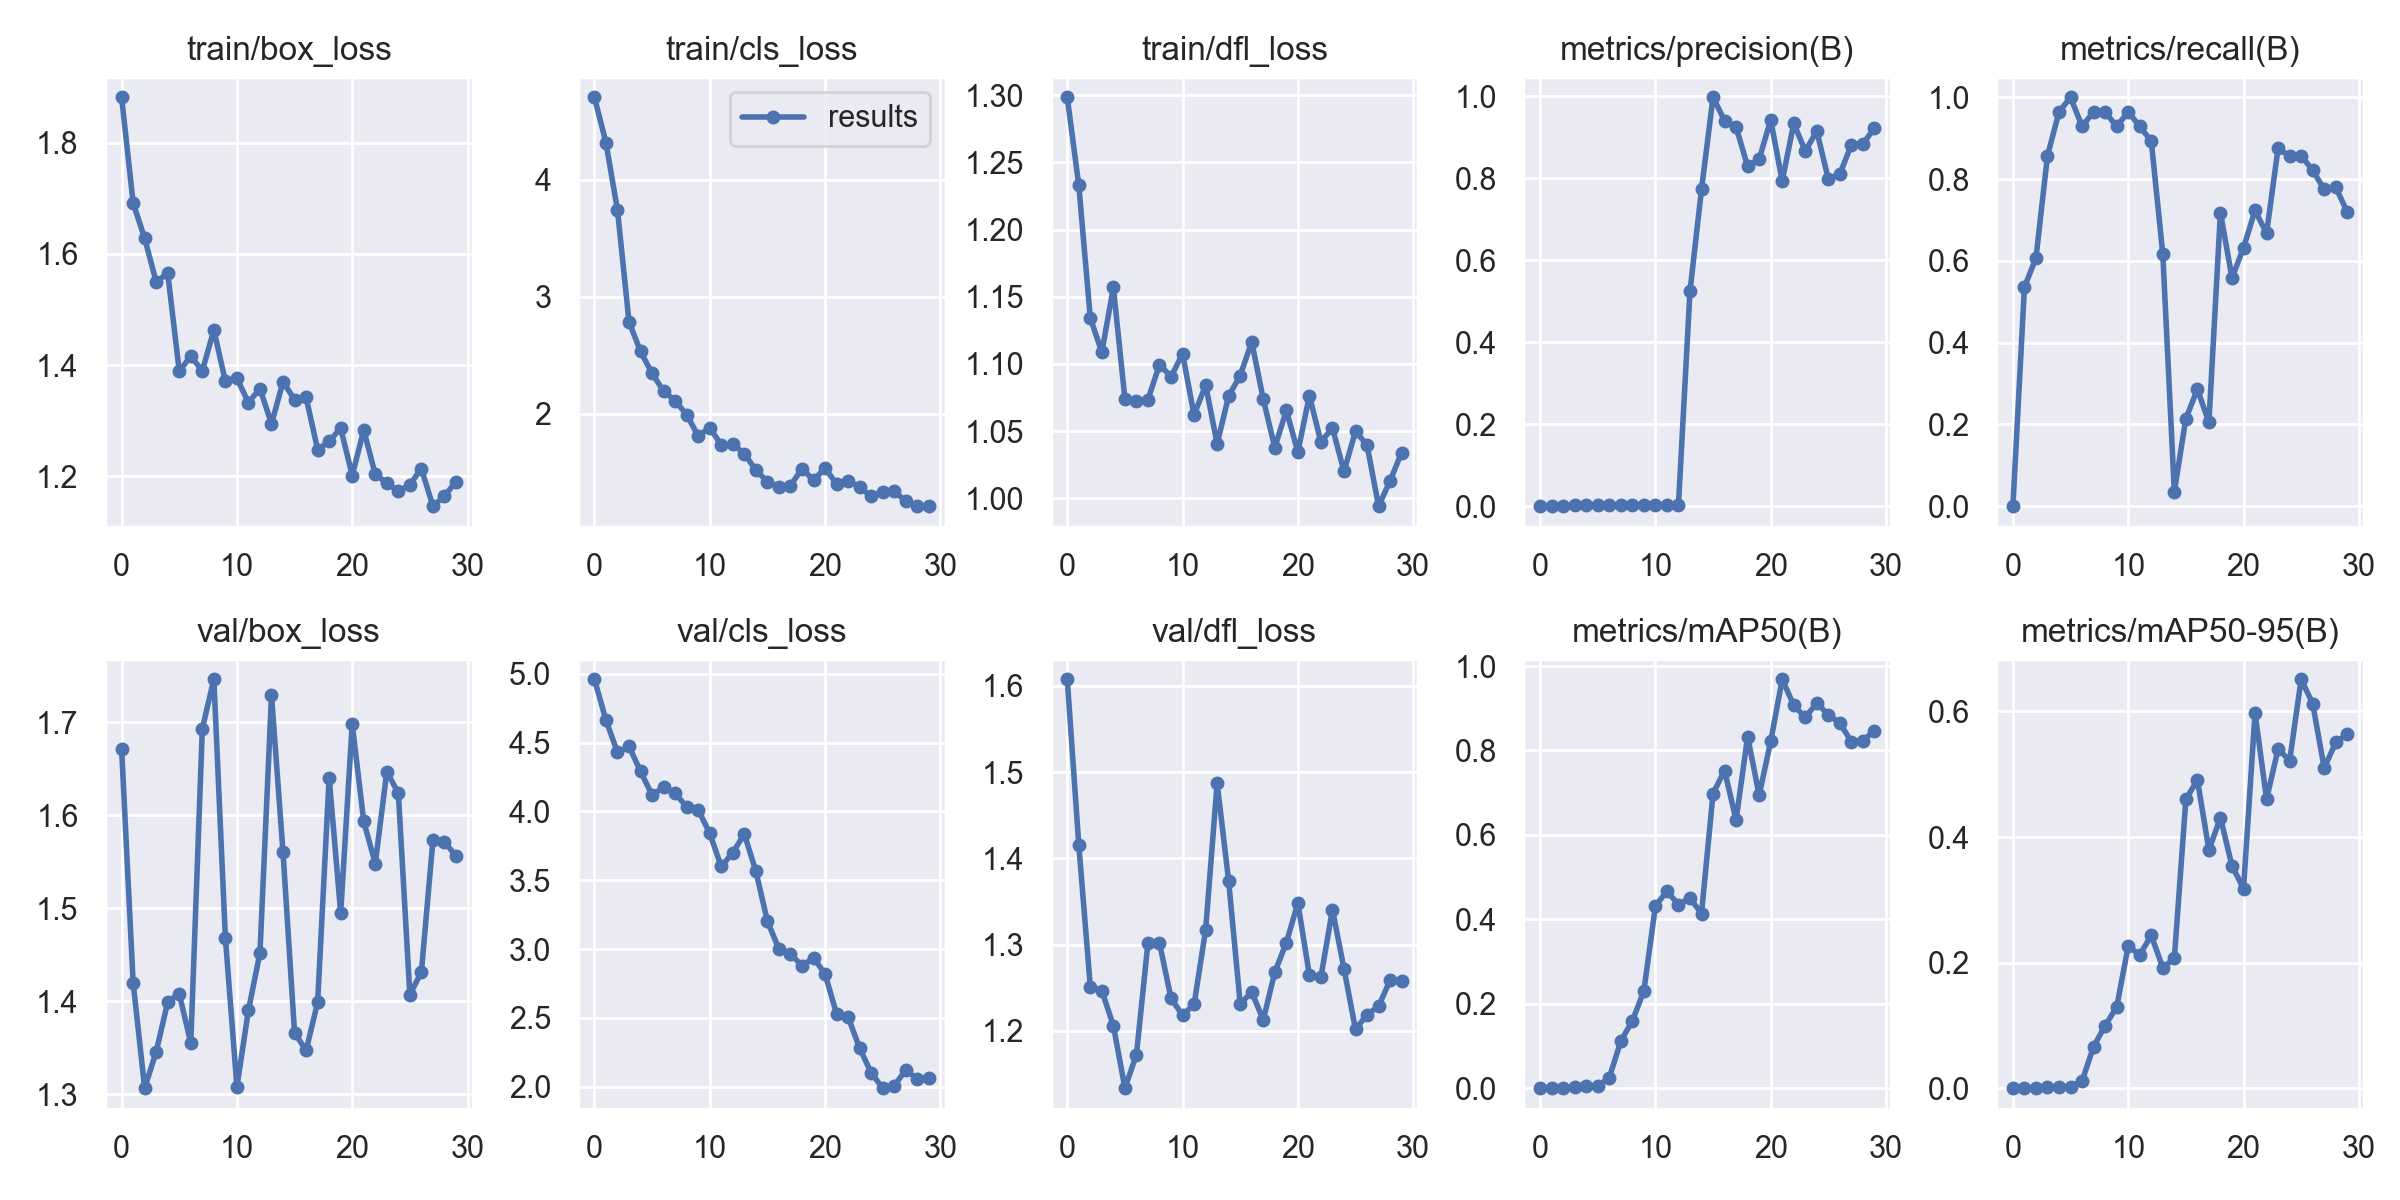 train/box_loss
1.8
1.6
1.4
1.2
0 10 20 30
train/cls_loss
results
4
3
2
0 10 20 30
train/dfl_loss
1.30
1.25
1.20
1.15
1.10
1.05
1.00
0 10 20 30
metrics/precision(B)
1.0
0.8
0.6
0.4
0.2
0.0
0 10 20 30
metrics/recall(B)
1.0
0.8
0.6
0.4
0.2
0.0
0 10 20 30
val/box_loss
1.7
1.6
1.5
1.4
1.3
0 10 20 30
val/cls_loss
5.0
4.5
4.0
3.5
3.0
2.5
2.0
0 10 20 30
val/dfl_loss
1.6
1.5
1.4
1.3
1.2
0 10 20 30
metrics/mAP50(B)
1.0
0.8
0.6
0.4
0.2
0.0
0 10 20 30
metrics/mAP50-95(B)
0.6
0.4
0.2
0.0
0 10 20 30